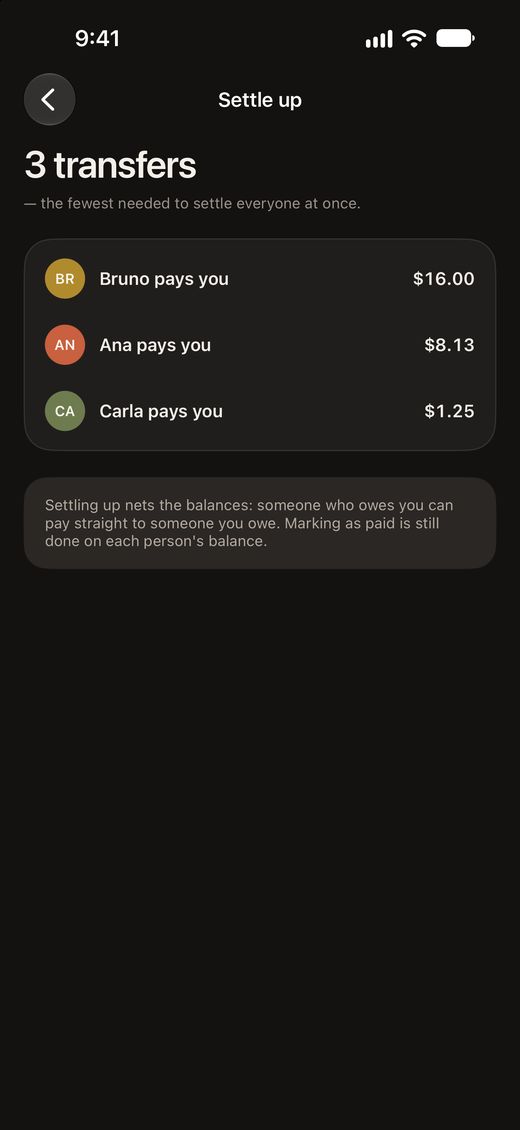 9:41
Settle up
3 transfers
— the fewest needed to settle everyone at once.
BR Bruno pays you $16.00
AN Ana pays you $8.13
CA Carla pays you $1.25
Settling up nets the balances: someone who owes you can
pay straight to someone you owe. Marking as paid is still
done on each person's balance.